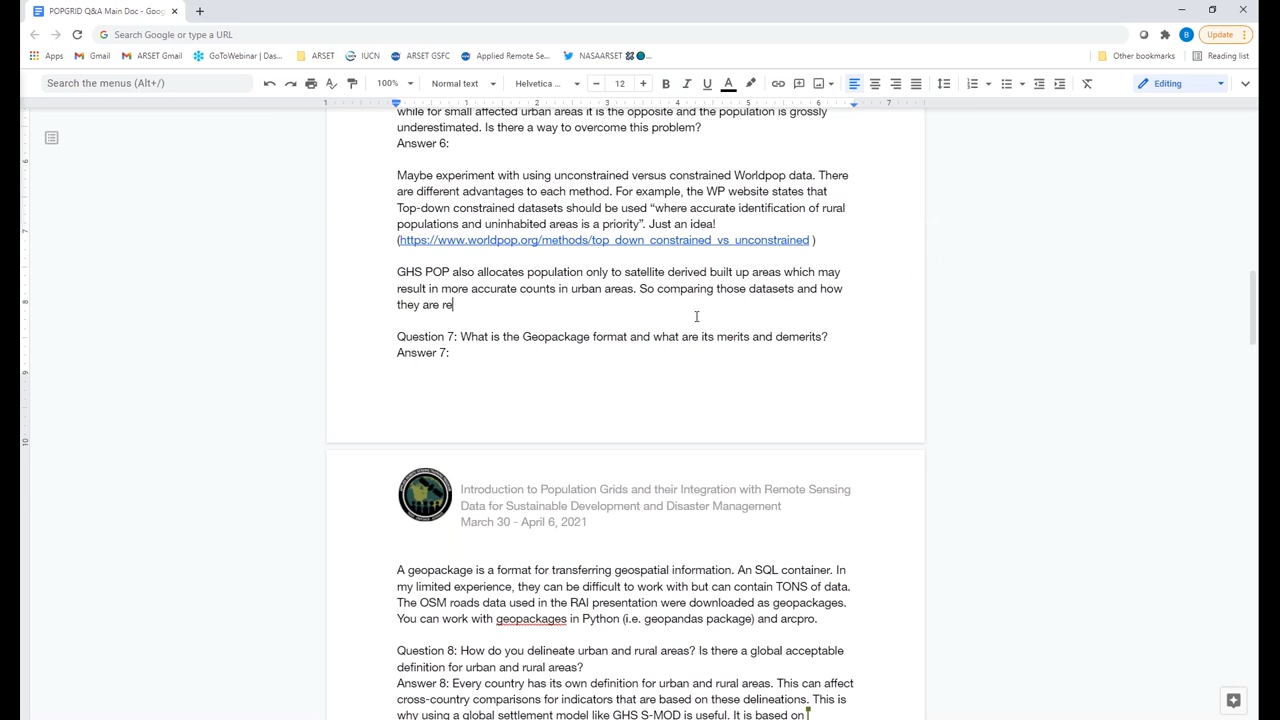 POPGRID Q&A Main Doc - Goog
Search Google or type a URL
Update
Apps
Gmail
ARSET Gmail
GoToWebinar | Das...
ARSET
IUCN
ARSET GSFC
Applied Remote Se...
NASAARSET
Other bookmarks
Reading list
Search the menus (Alt+/)
100%
Normal text
Helvetica ...
12
Editing
1 1 2 3 4 5 6 7
while for small affected urban areas it is the opposite and the population is grossly
underestimated. Is there a way to overcome this problem?
Answer 6:
Maybe experiment with using unconstrained versus constrained Worldpop data. There
are different advantages to each method. For example, the WP website states that
Top-down constrained datasets should be used “where accurate identification of rural
populations and uninhabited areas is a priority”. Just an idea!
(https://www.worldpop.org/methods/top_down_constrained_vs_unconstrained )
GHS POP also allocates population only to satellite derived built up areas which may
result in more accurate counts in urban areas. So comparing those datasets and how
they are re
Question 7: What is the Geopackage format and what are its merits and demerits?
Answer 7:
Introduction to Population Grids and their Integration with Remote Sensing
Data for Sustainable Development and Disaster Management
March 30 - April 6, 2021
A geopackage is a format for transferring geospatial information. An SQL container. In
my limited experience, they can be difficult to work with but can contain TONS of data.
The OSM roads data used in the RAI presentation were downloaded as geopackages.
You can work with geopackages in Python (i.e. geopandas package) and arcpro.
Question 8: How do you delineate urban and rural areas? Is there a global acceptable
definition for urban and rural areas?
Answer 8: Every country has its own definition for urban and rural areas. This can affect
cross-country comparisons for indicators that are based on these delineations. This is
why using a global settlement model like GHS S-MOD is useful. It is based on